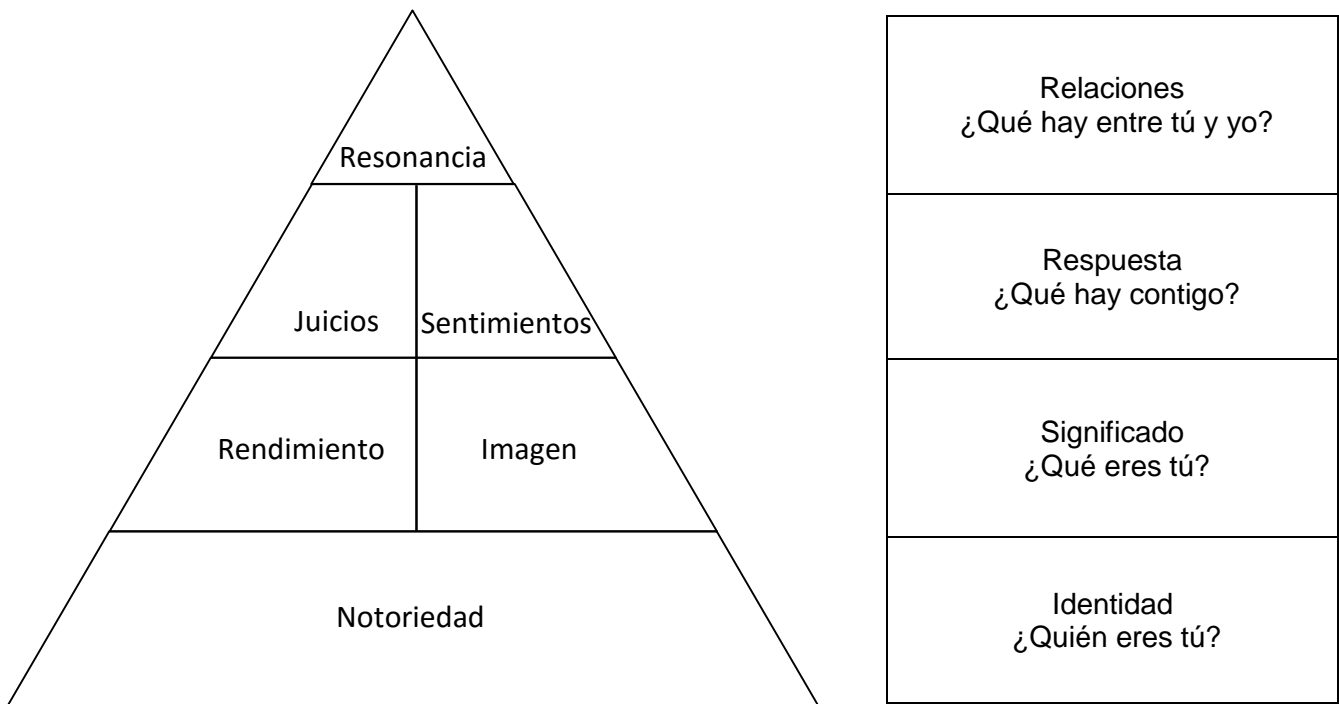 Resonancia
Juicios
Sentimientos
Rendimiento
Imagen
Notoriedad
Relaciones
¿Qué hay entre tú y yo?
Respuesta
¿Qué hay contigo?
Significado
¿Qué eres tú?
Identidad
¿Quién eres tú?